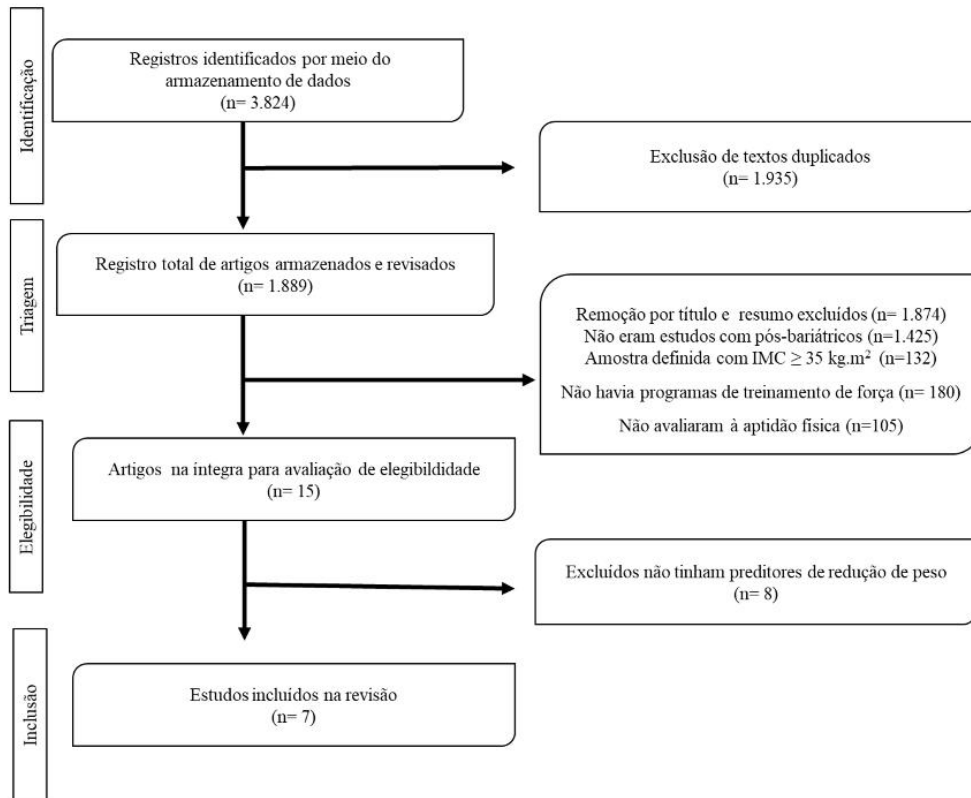 Identificação
Registros identificados por meio do
armazenamento de dados
(n= 3.824)
Exclusão de textos duplicados
(n= 1.935)
Triagem
Registro total de artigos armazenados e revisados
(n= 1.889)
Remoção por título e resumo excluídos (n= 1.874)
Não eram estudos com pós-bariátricos (n=1.425)
Amostra definida com IMC ≥ 35 kg.m² (n=132)
Não havia programas de treinamento de força (n= 180)
Não avaliaram à aptidão física (n=105)
Elegibilidade
Artigos na íntegra para avaliação de elegibildidade
(n= 15)
Excluídos não tinham preditores de redução de peso
(n= 8)
Inclusão
Estudos incluídos na revisão
(n= 7)